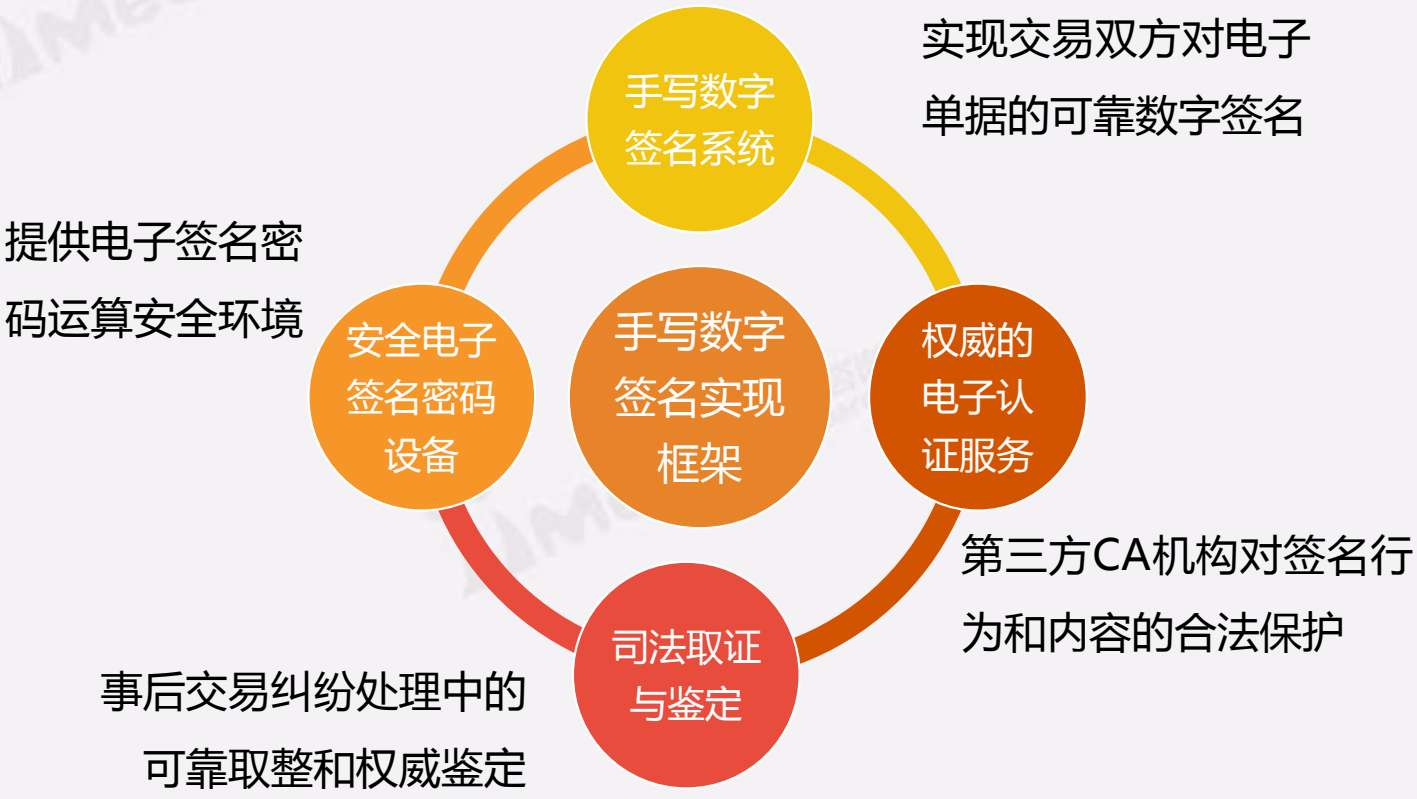 手写数字
签名系统
实现交易双方对电子
单据的可靠数字签名
提供电子签名密
码运算安全环境
安全电子
签名密码
设备
手写数字
签名实现
框架
权威的
电子认
证服务
第三方CA机构对签名行
为和内容的合法保护
司法取证
与鉴定
事后交易纠纷处理中的
可靠取整和权威鉴定